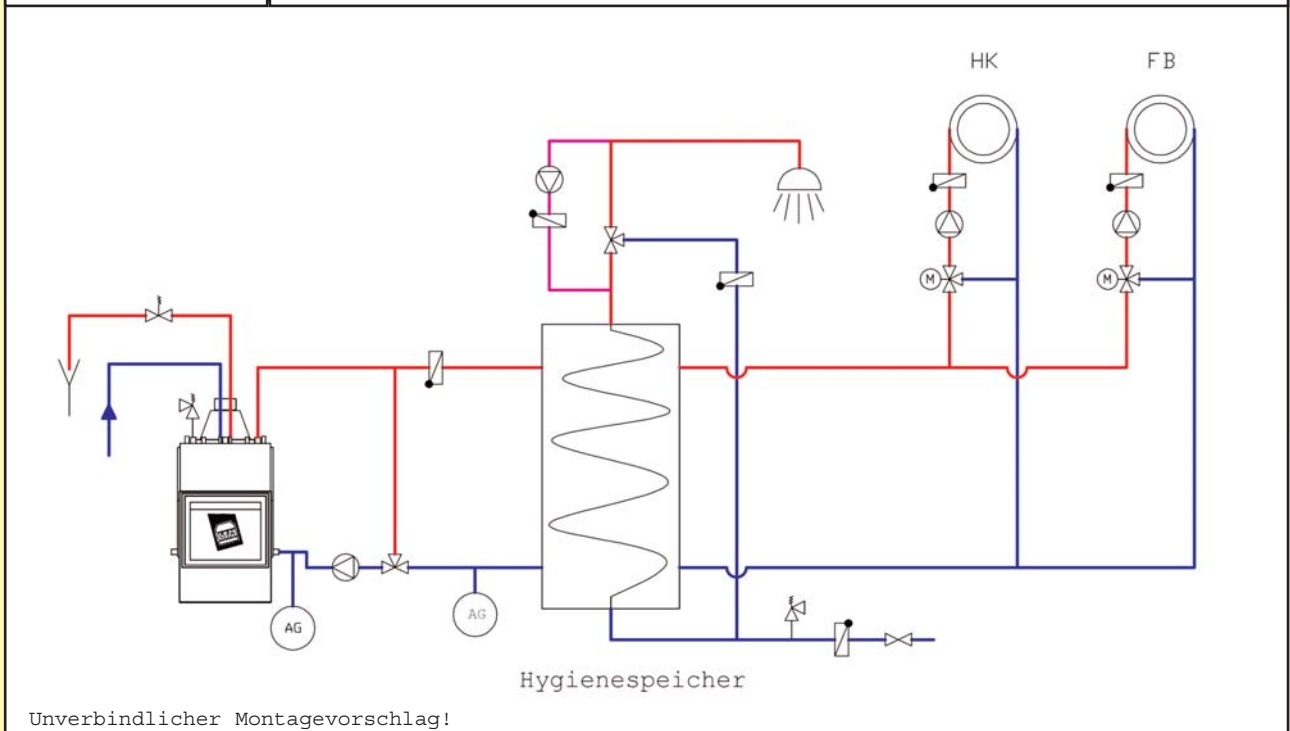 HK
FB
M
M
AG
AG
Hygienespeicher
Unverbindlicher Montagevorschlag!